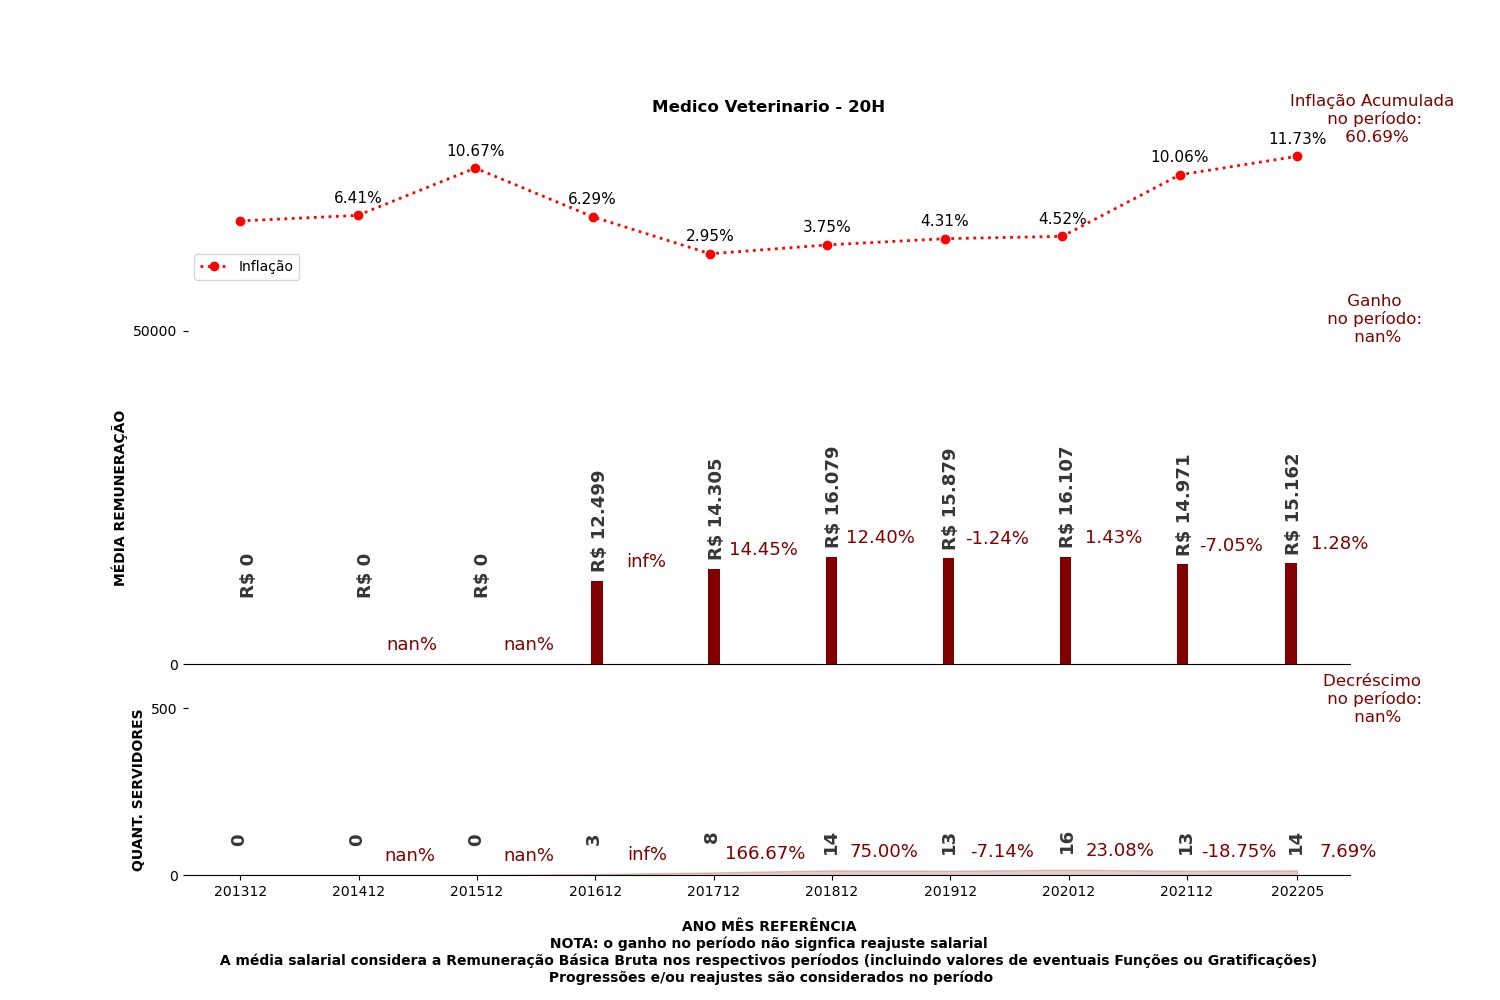 Medico Veterinario - 20H
Inflação Acumulada
no período:
60.69%
6.41%
10.67%
6.29%
2.95%
3.75%
4.31%
4.52%
10.06%
11.73%
Inflação
Ganho
no período:
nan%
50000
0
MÉDIA REMUNERAÇÃO
R$ 0
R$ 0
R$ 0
R$ 12.499
R$ 14.305
R$ 16.079
R$ 15.879
R$ 16.107
R$ 14.971
R$ 15.162
nan%
nan%
inf%
14.45%
12.40%
-1.24%
1.43%
-7.05%
1.28%
Decréscimo
no período:
nan%
500
0
QUANT. SERVIDORES
0
0
0
3
8
14
13
16
13
14
nan%
nan%
inf%
166.67%
75.00%
-7.14%
23.08%
-18.75%
7.69%
201312
201412
201512
201612
201712
201812
201912
202012
202112
202205
ANO MÊS REFERÊNCIA
NOTA: o ganho no período não signfica reajuste salarial
A média salarial considera a Remuneração Básica Bruta nos respectivos períodos (incluindo valores de eventuais Funções ou Gratificações)
Progressões e/ou reajustes são considerados no período